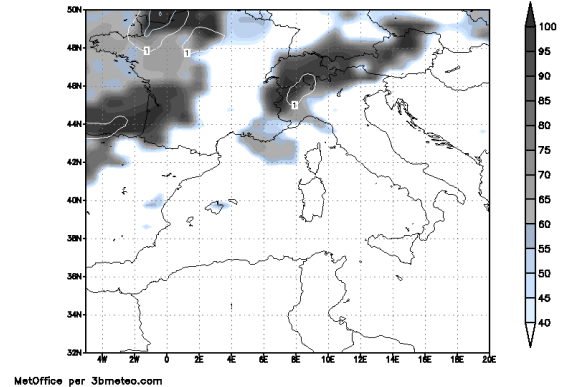 50N
48N
46N
44N
42N
40N
38N
36N
34N
32N
4W 2W 0 2E 4E 6E 8E 10E 12E 14E 16E 18E 20E
1
1
1
100
95
90
85
80
75
70
65
60
55
50
45
40
MetOffice per 3bmeteo.com